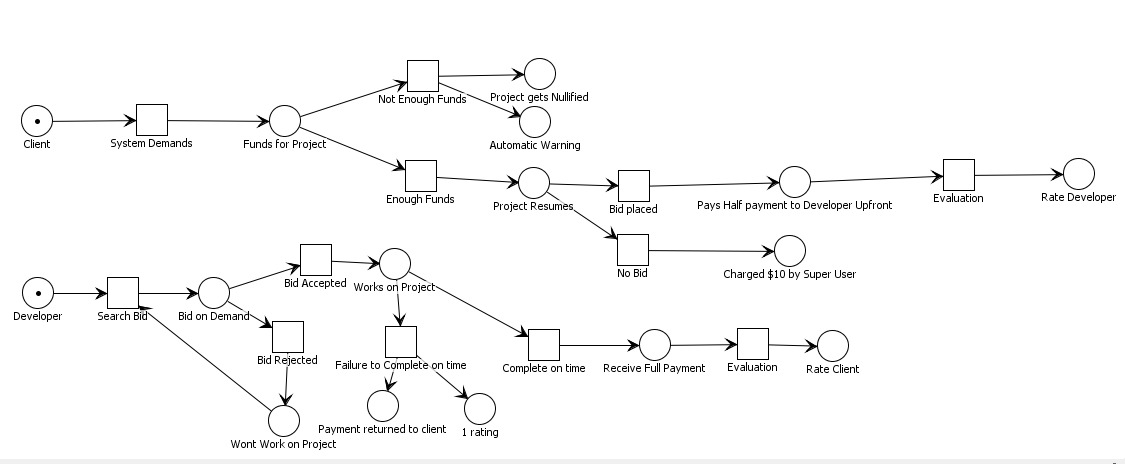 Not Enough Funds
Project gets Nullified
Client
System Demands
Funds for Project
Automatic Warning
Enough Funds
Project Resumes
Bid placed
Pays Half payment to Developer Upfront
Evaluation
Rate Developer
No Bid
Charged $10 by Super User
Bid Accepted
Works on Project
Developer
Search Bid
Bid on Demand
Bid Rejected
Failure to Complete on time
Complete on time
Receive Full Payment
Evaluation
Rate Client
Wont Work on Project
Payment returned to client
1 rating